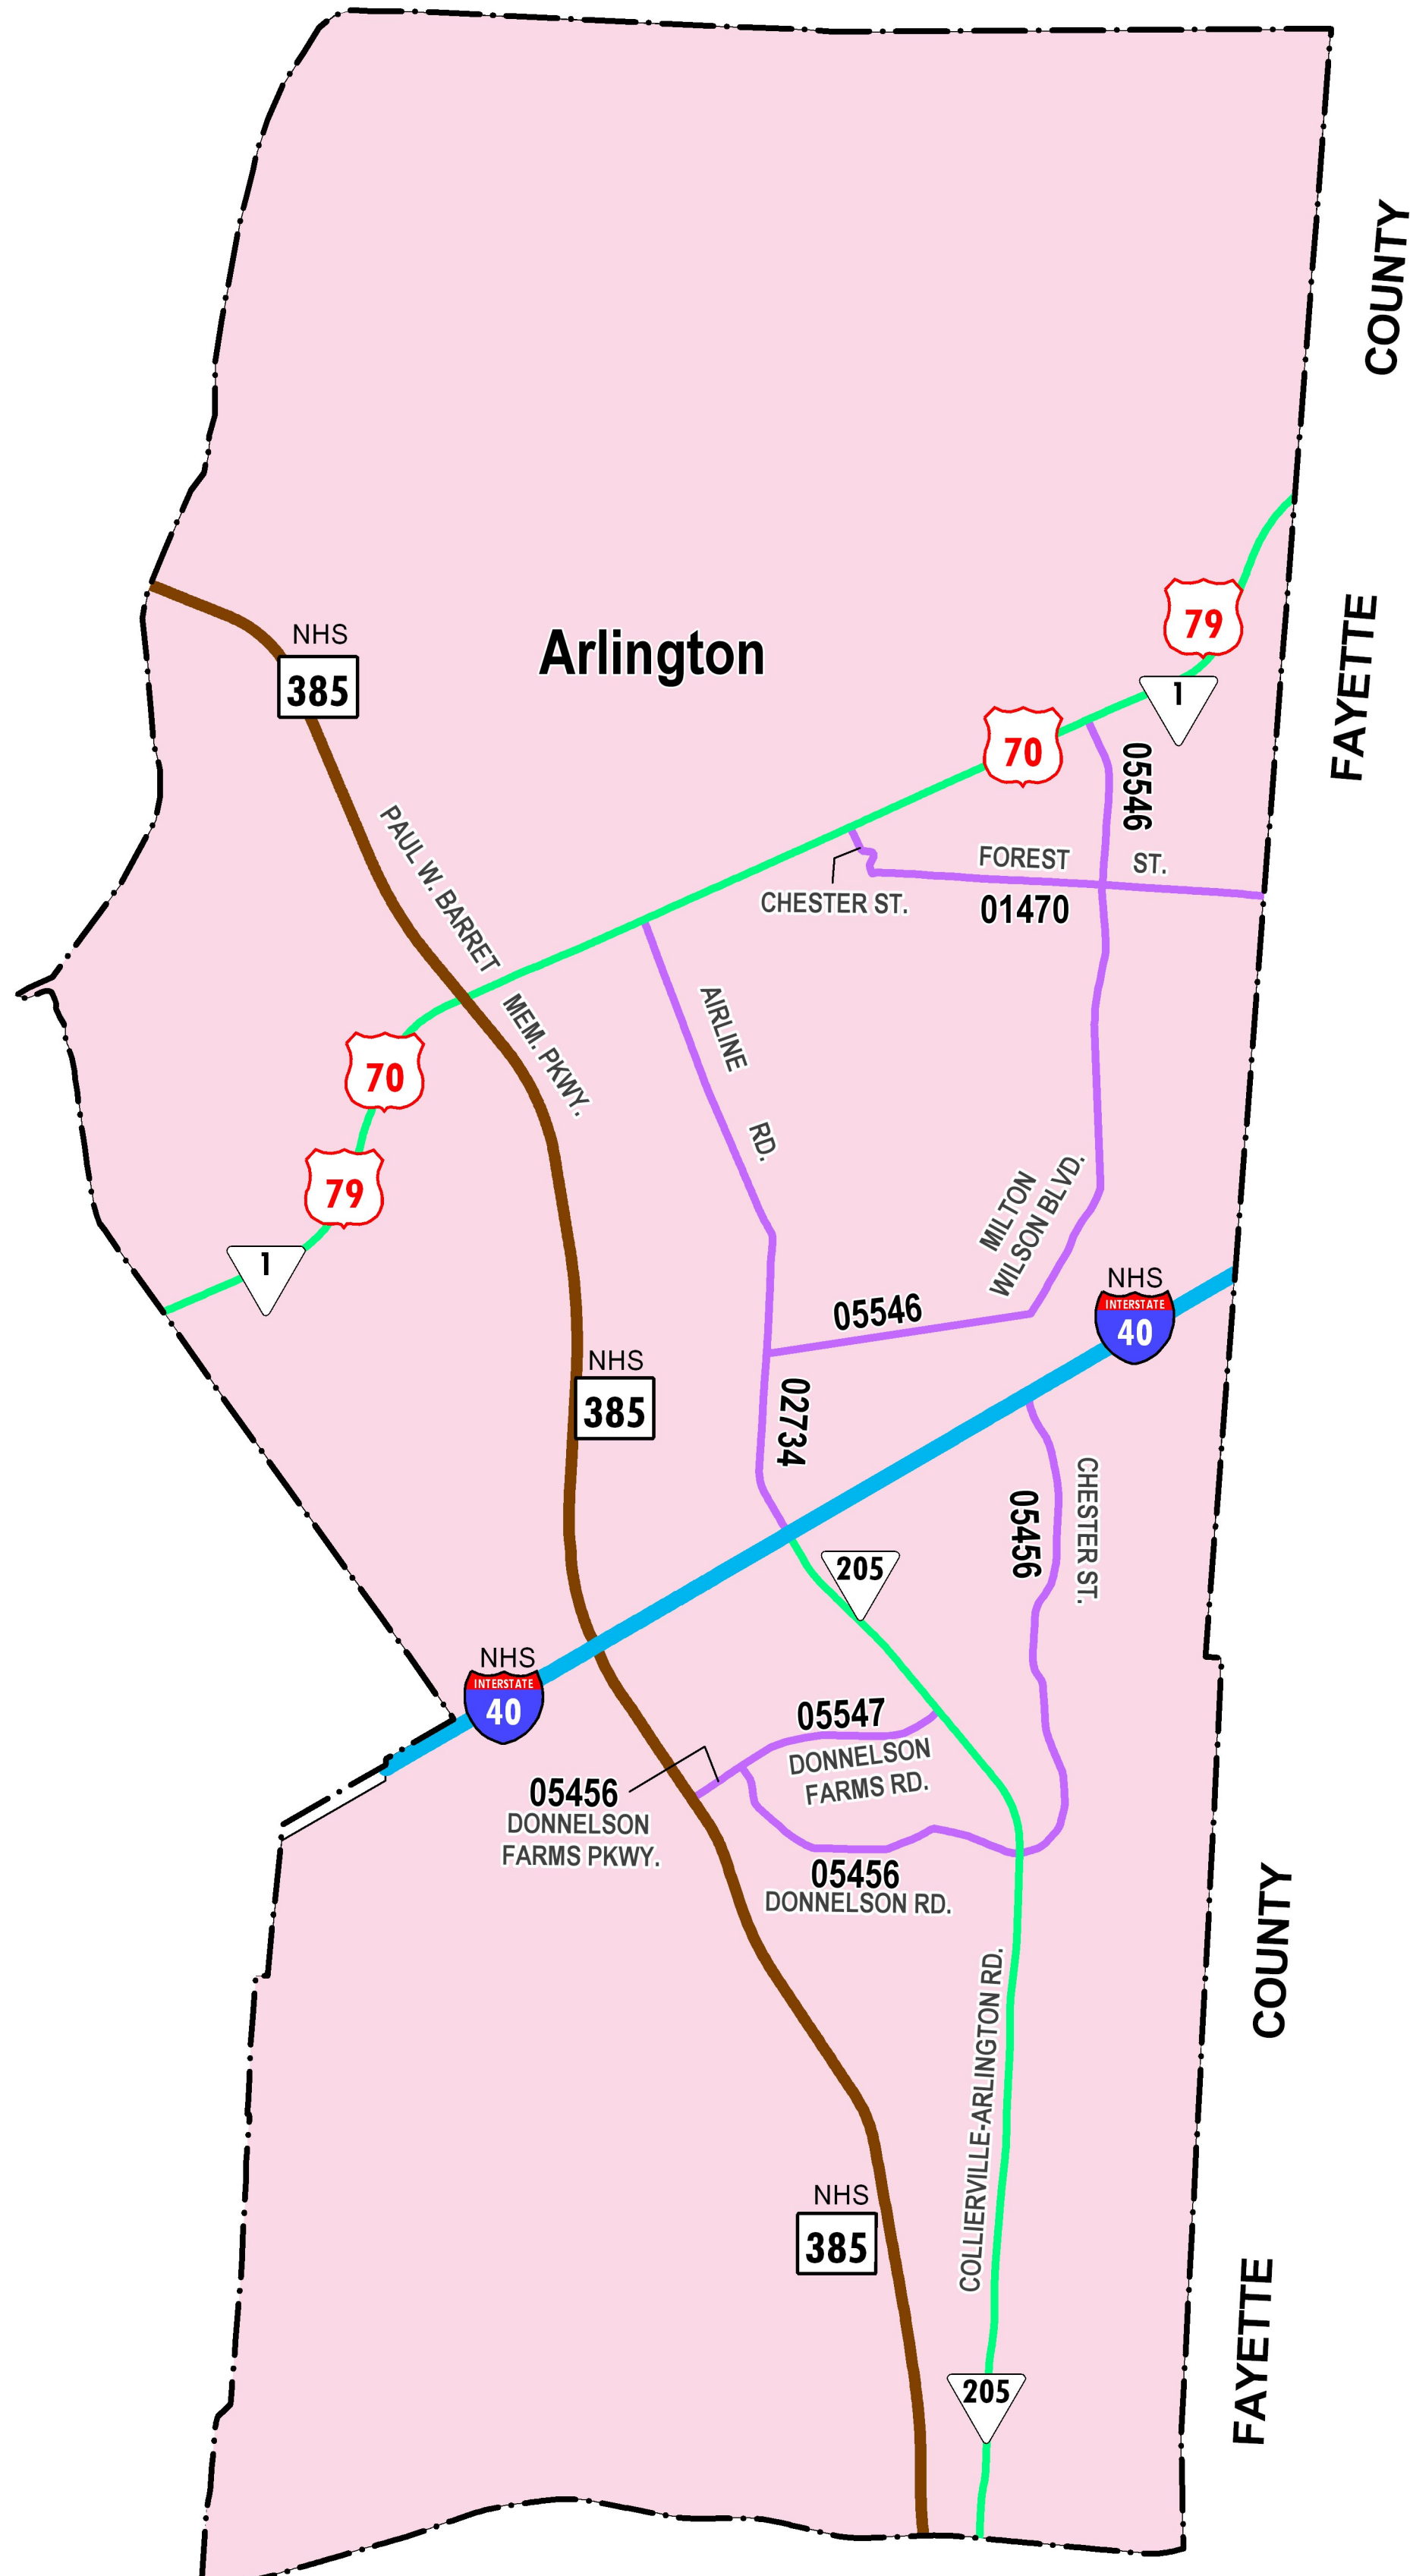 COUNTY
FAYETTE
79
NHS
385
Arlington
1
70
05546
PAUL W. BARRET
MEM. PKWY.
FOREST ST.
CHESTER ST.
01470
AIRLINE
RD.
70
79
1
MILTON
WILSON BLVD.
NHS
INTERSTATE
40
05546
NHS
385
02734
CHESTER ST.
05456
205
NHS
INTERSTATE
40
05547
DONNELSON
FARMS RD.
05456
DONNELSON
FARMS PKWY.
05456
DONNELSON RD.
COUNTY
COLLIERVILLE-ARLINGTON RD.
NHS
385
FAYETTE
205